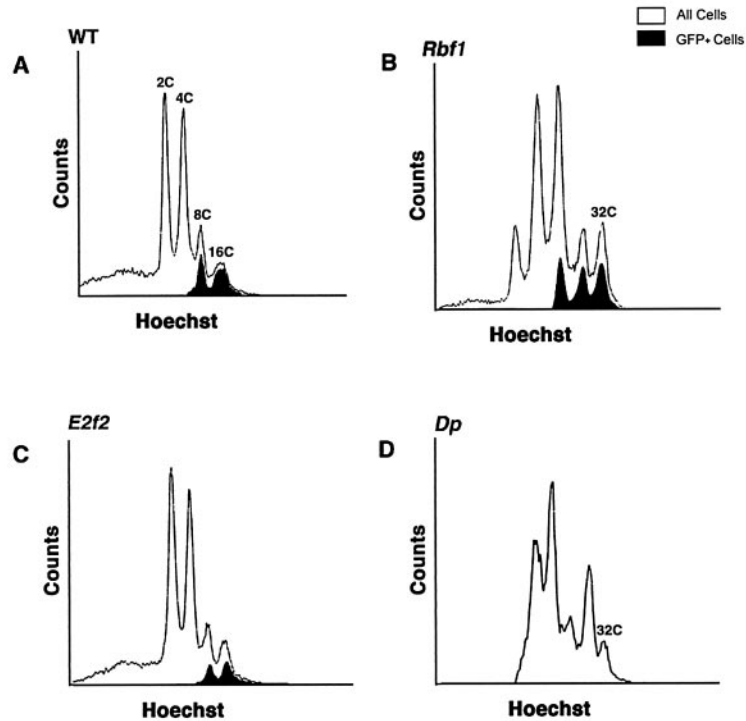 All Cells
GFP+ Cells
A
WT
2C
4C
8C
16C
Counts
Hoechst
B
Rbf1
32C
Counts
Hoechst
C
E2f2
Counts
Hoechst
D
Dp
32C
Counts
Hoechst